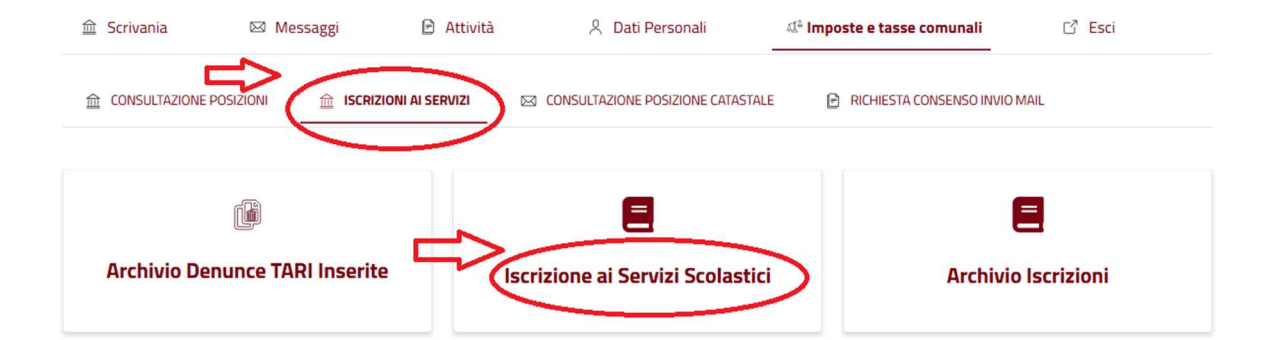 Scrivania Messaggi Attività Dati Personali Imposte e tasse comunali Esci
CONSULTAZIONE POSIZIONI ISCRIZIONI AI SERVIZI CONSULTAZIONE POSIZIONE CATASTALE RICHIESTA CONSENSO INVIO MAIL
Archivio Denunce TARI Inserite Iscrizione ai Servizi Scolastici Archivio Iscrizioni